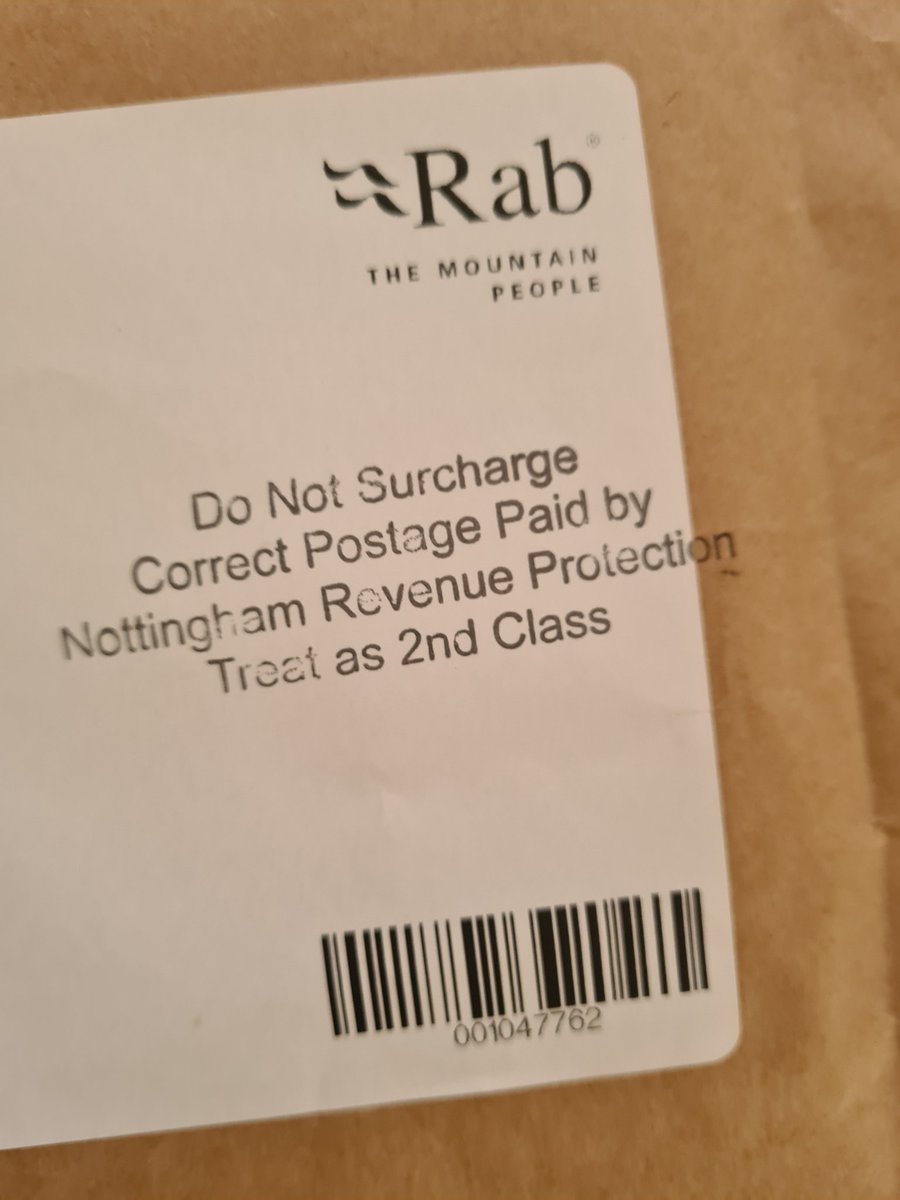 Rab®
THE MOUNTAIN
PEOPLE
Do Not Surcharge
Correct Postage Paid by
Nottingham Revenue Protection
Treat as 2nd Class
001047762